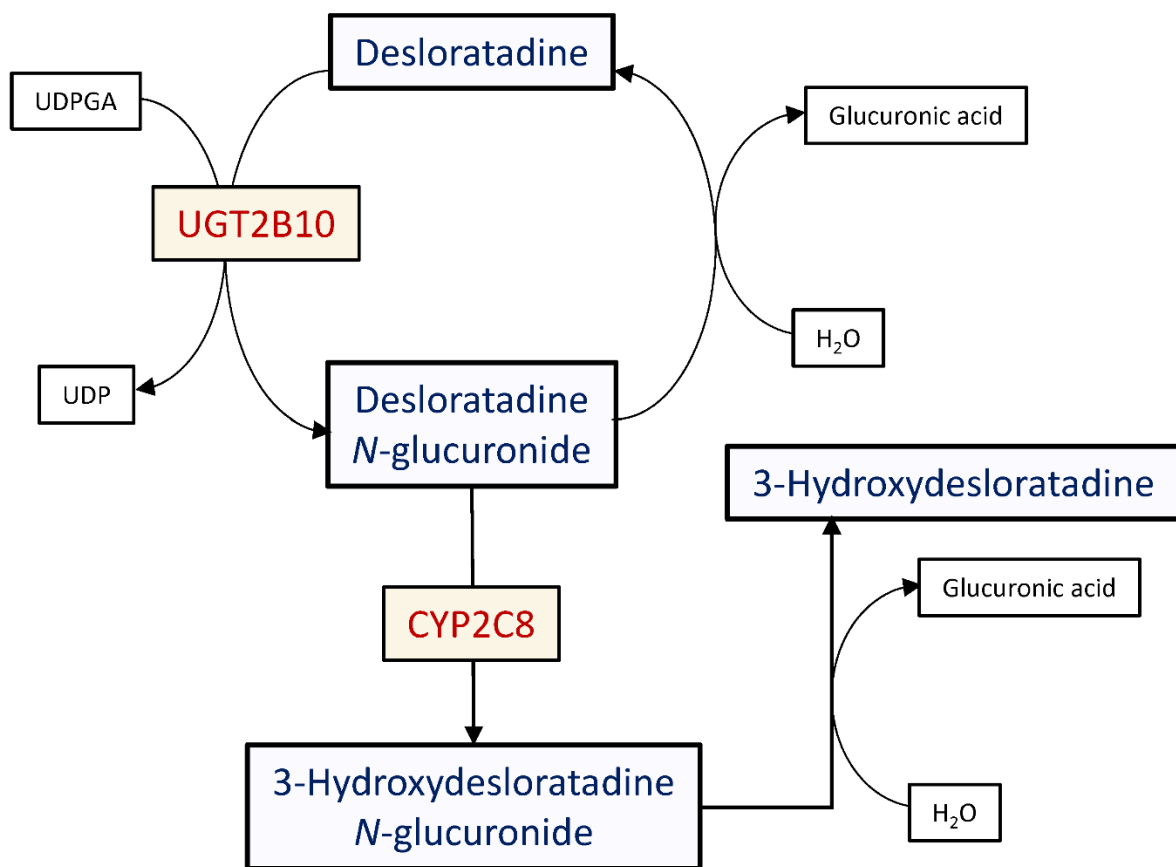 Desloratadine
UDPGA
Glucuronic acid
UGT2B10
H₂O
UDP
Desloratadine
N-glucuronide
3-Hydroxydesloratadine
Glucuronic acid
CYP2C8
3-Hydroxydesloratadine
N-glucuronide
H₂O